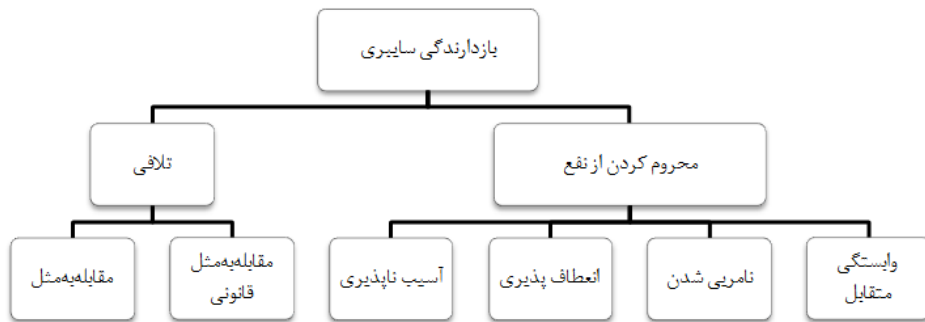 بازدارندگی سایبری
محروم کردن از نفع
تلافی
وابستگی
متقابل
نامریی شدن
انعطاف پذیری
آسیب ناپذیری
مقابله‌به‌مثل
قانونی
مقابله‌به‌مثل